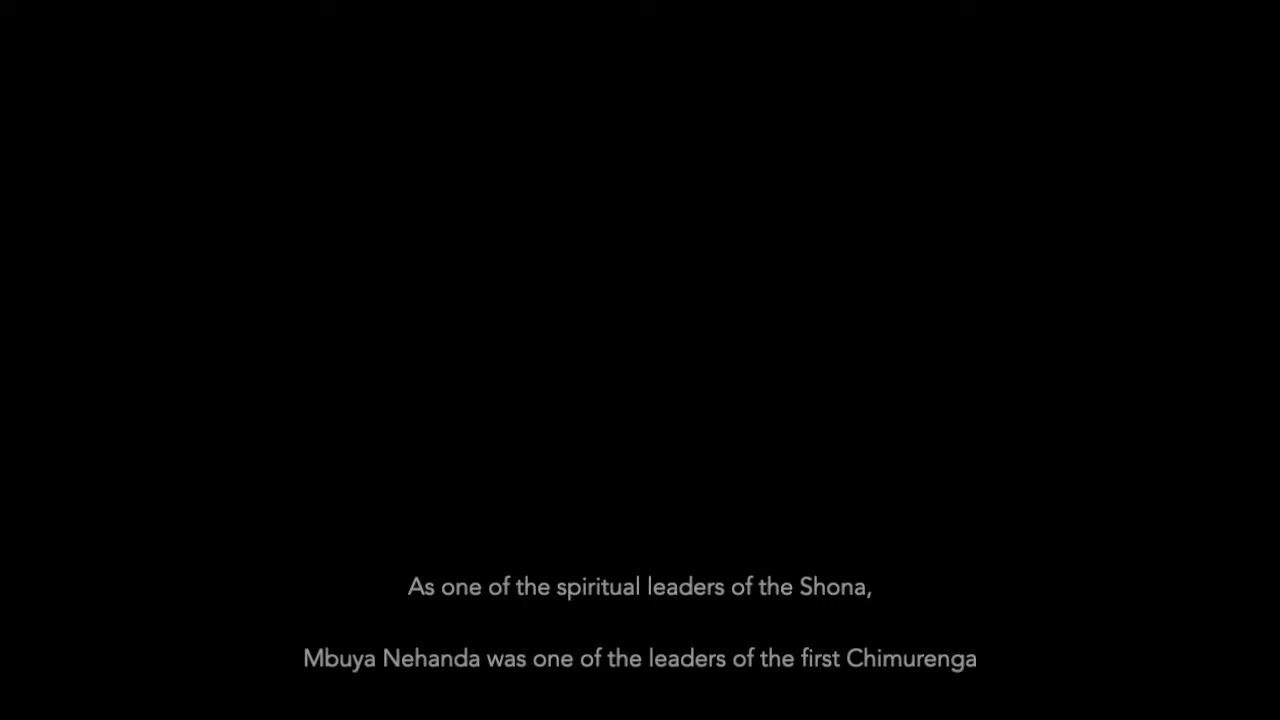 As one of the spiritual leaders of the Shona,
Mbuya Nehanda was one of the leaders of the first Chimurenga